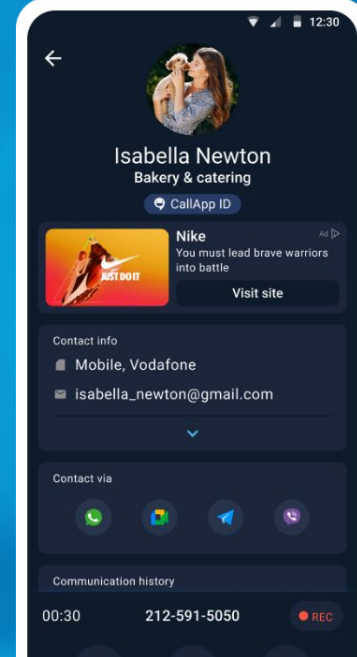 12:30
Isabella Newton
Bakery & catering
CallApp ID
Nike
Ad
You must lead brave warriors
into battle
JUST DO IT
Visit site
Contact info
Mobile, Vodafone
isabella_newton@gmail.com
Contact via
Communication history
00:30
212-591-5050
REC